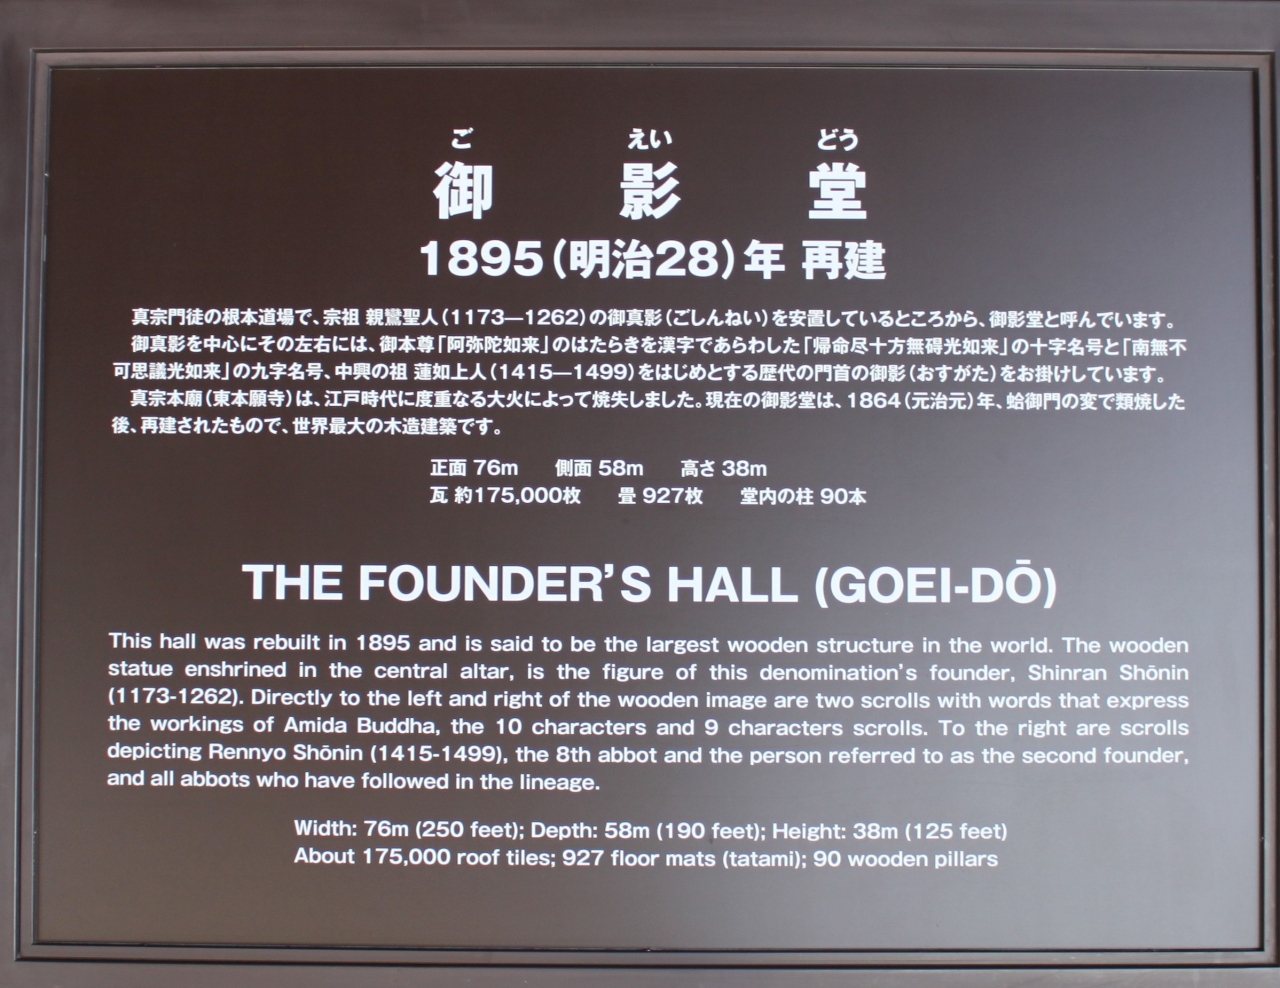 ご えい どう
御 影 堂
1895（明治28）年 再建
真宗門徒の根本道場で、宗祖 親鸞聖人（1173―1262）の御真影（ごしんねい）を安置しているところから、御影堂と呼んでいます。
御真影を中心にその左右には、御本尊「阿弥陀如来」のはたらきを漢字であらわした「帰命尽十方無碍光如来」の十字名号と「南無不
可思議光如来」の九字名号、中興の祖 蓮如上人（1415―1499）をはじめとする歴代の門首の御影（おすがた）をお掛けしています。
真宗本廟（東本願寺）は、江戸時代に度重なる大火によって焼失しました。現在の御影堂は、1864（元治元）年、蛤御門の変で類焼した
後、再建されたもので、世界最大の木造建築です。
正面 76m 側面 58m 高さ 38m
瓦 約175,000枚 畳 927枚 堂内の柱 90本
THE FOUNDER'S HALL (GOEI-DŌ)
This hall was rebuilt in 1895 and is said to be the largest wooden structure in the world. The wooden
statue enshrined in the central altar, is the figure of this denomination's founder, Shinran Shōnin
(1173-1262). Directly to the left and right of the wooden image are two scrolls with words that express
the workings of Amida Buddha, the 10 characters and 9 characters scrolls. To the right are scrolls
depicting Rennyo Shōnin (1415-1499), the 8th abbot and the person referred to as the second founder,
and all abbots who have followed in the lineage.
Width: 76m (250 feet); Depth: 58m (190 feet); Height: 38m (125 feet)
About 175,000 roof tiles; 927 floor mats (tatami); 90 wooden pillars